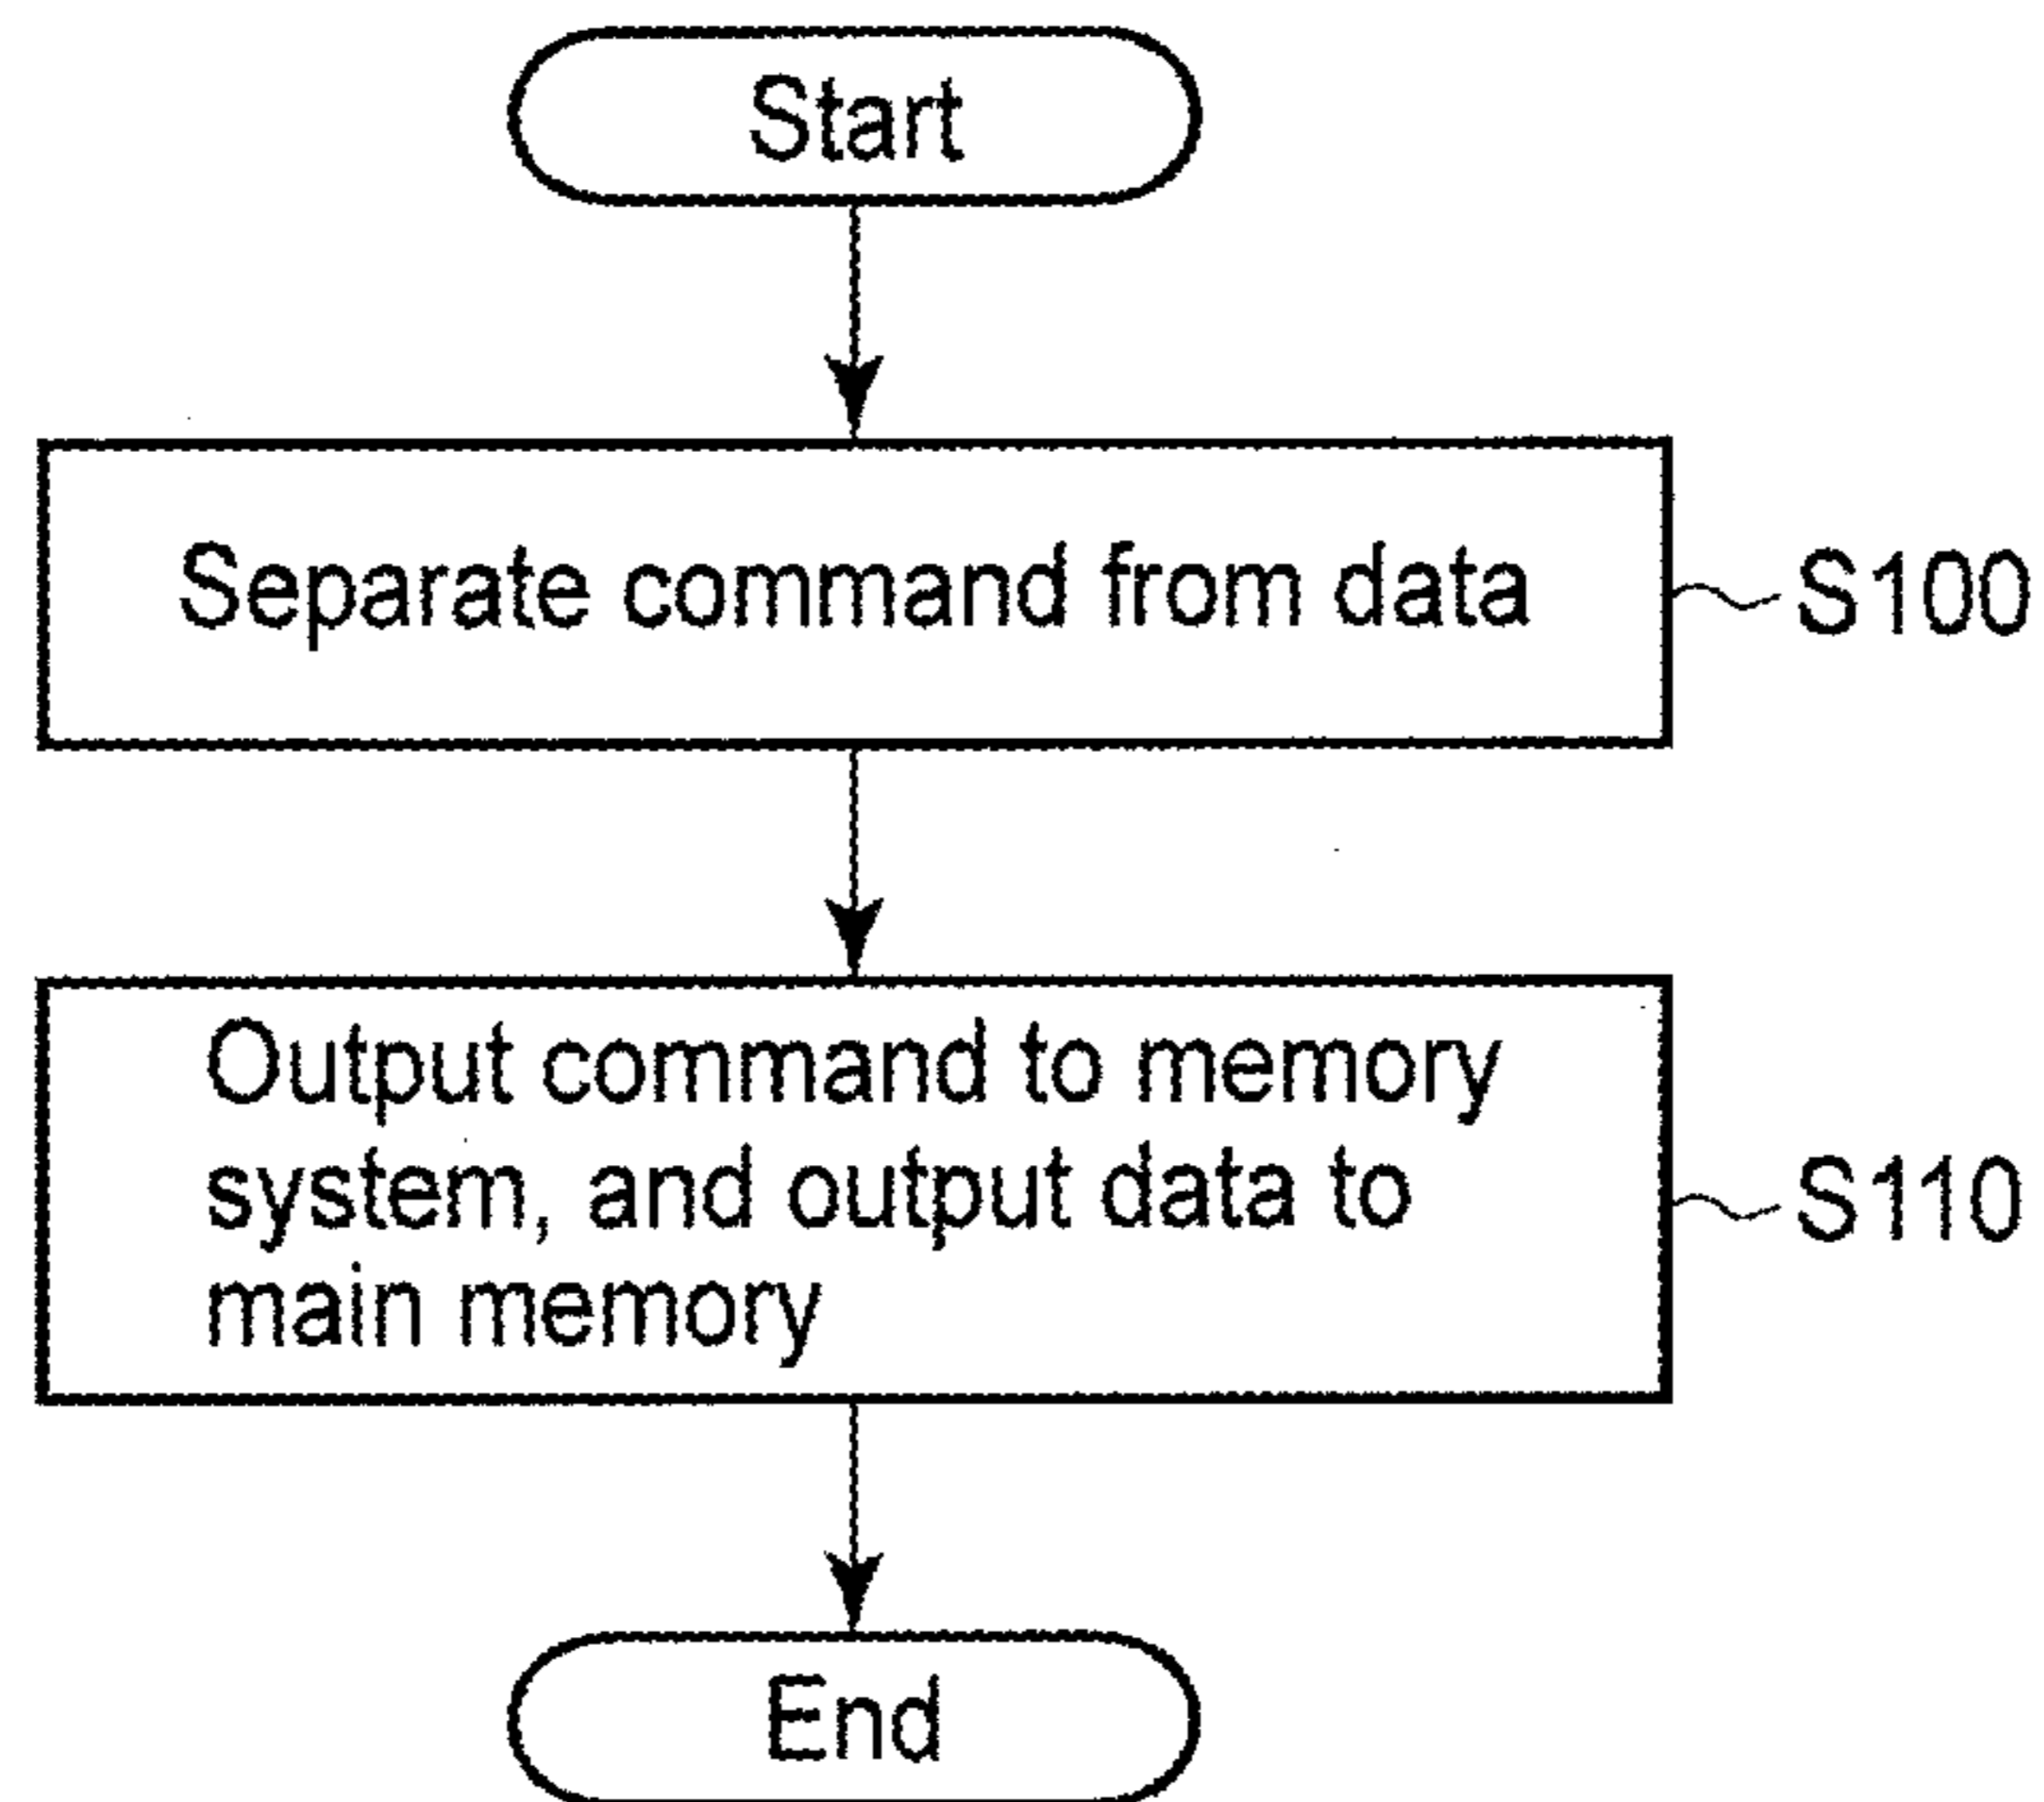 Start
Separate command from data
S100
Output command to memory
system, and output data to
main memory
S110
End